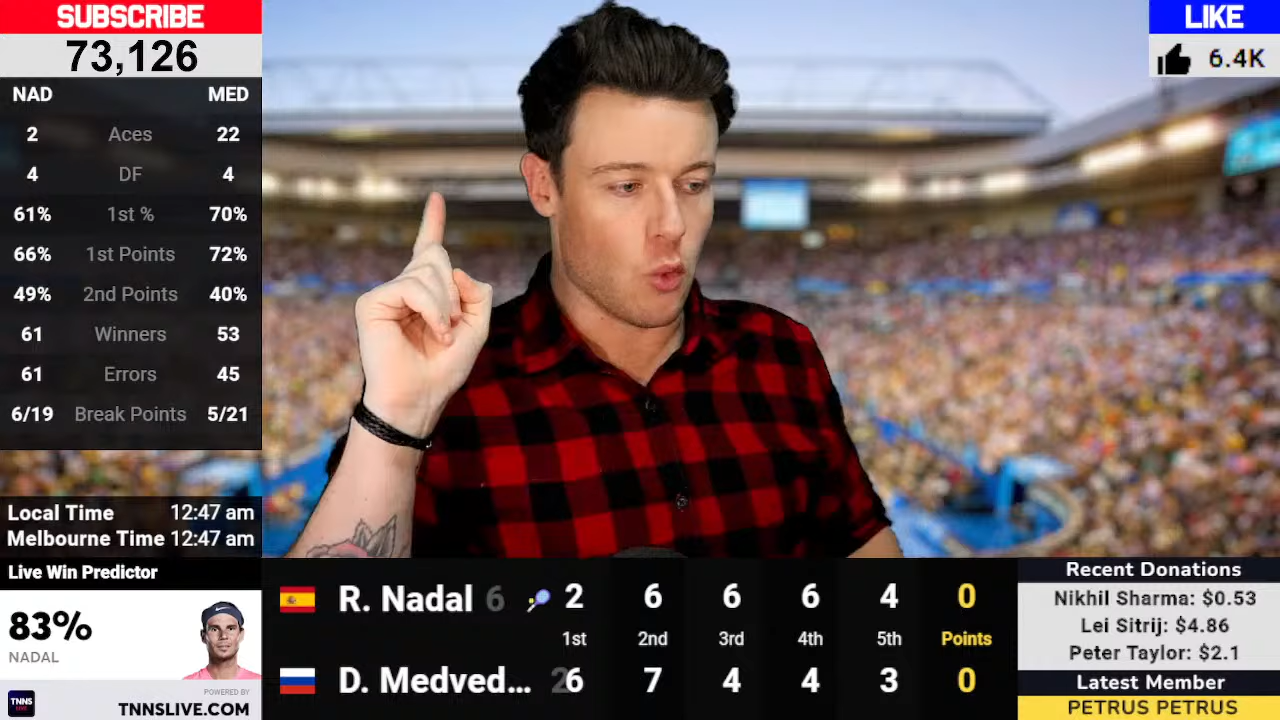 SUBSCRIBE
73,126
NAD MED
2 Aces 22
4 DF 4
61% 1st % 70%
66% 1st Points 72%
49% 2nd Points 40%
61 Winners 53
61 Errors 45
6/19 Break Points 5/21
Local Time 12:47 am
Melbourne Time 12:47 am
Live Win Predictor
83%
NADAL
POWERED BY
TNNS
LIVE
TNNSLIVE.COM
LIKE
6.4K
R. Nadal 6 2 6 6 6 4 0
1st 2nd 3rd 4th 5th Points
D. Medved... 2 6 7 4 4 3 0
Recent Donations
Nikhil Sharma: $0.53
Lei Sitrij: $4.86
Peter Taylor: $2.1
Latest Member
PETRUS PETRUS